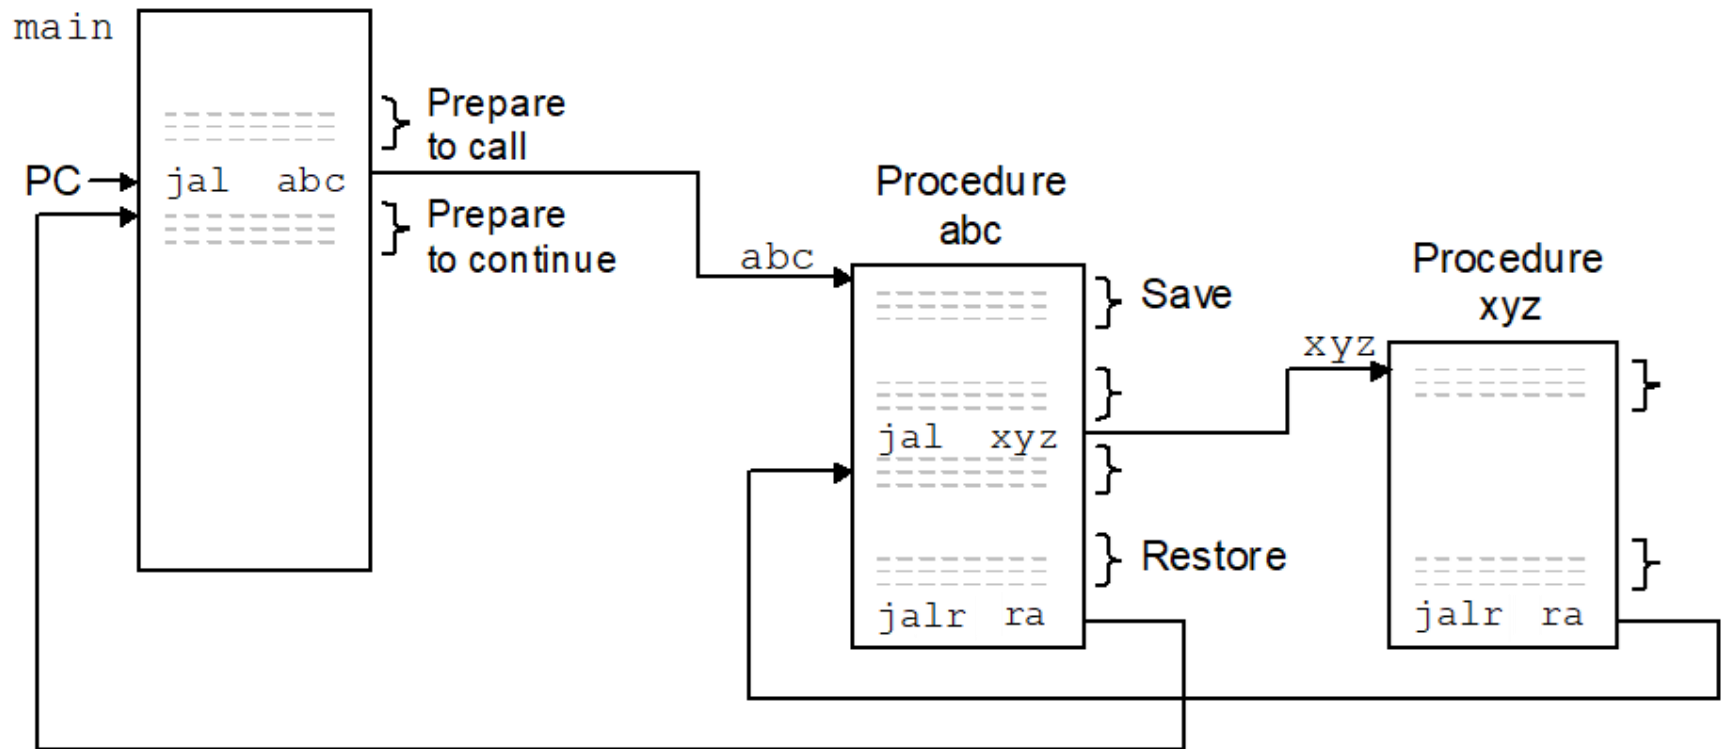 main
Prepare
to call
PC
jal abc
Prepare
to continue
abc
Procedure
abc
Save
jal xyz
Restore
jalr ra
Procedure
xyz
xyz
jalr ra